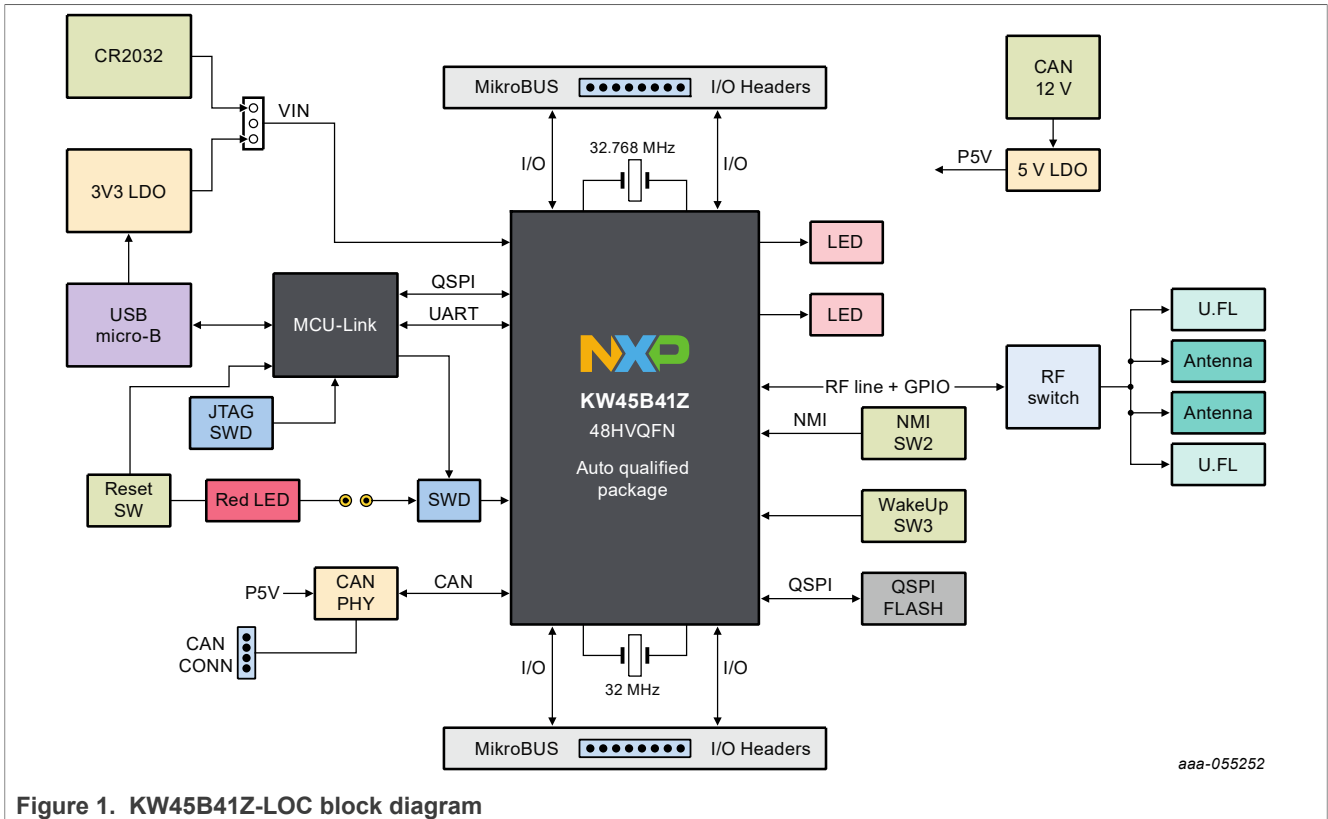 CR2032
VIN
3V3 LDO
USB
micro-B
MCU-Link
JTAG
SWD
Reset
SW
Red LED
SWD
P5V
CAN
PHY
CAN
CAN
CONN
QSPI
UART
MikroBUS
I/O Headers
I/O
I/O
32.768 MHz
NXP
KW45B41Z
48HVQFN
Auto qualified
package
I/O
I/O
32 MHz
MikroBUS
I/O Headers
CAN
12 V
P5V
5 V LDO
LED
LED
RF line + GPIO
RF
switch
U.FL
Antenna
Antenna
U.FL
NMI
NMI
SW2
WakeUp
SW3
QSPI
QSPI
FLASH
aaa-055252
Figure 1. KW45B41Z-LOC block diagram